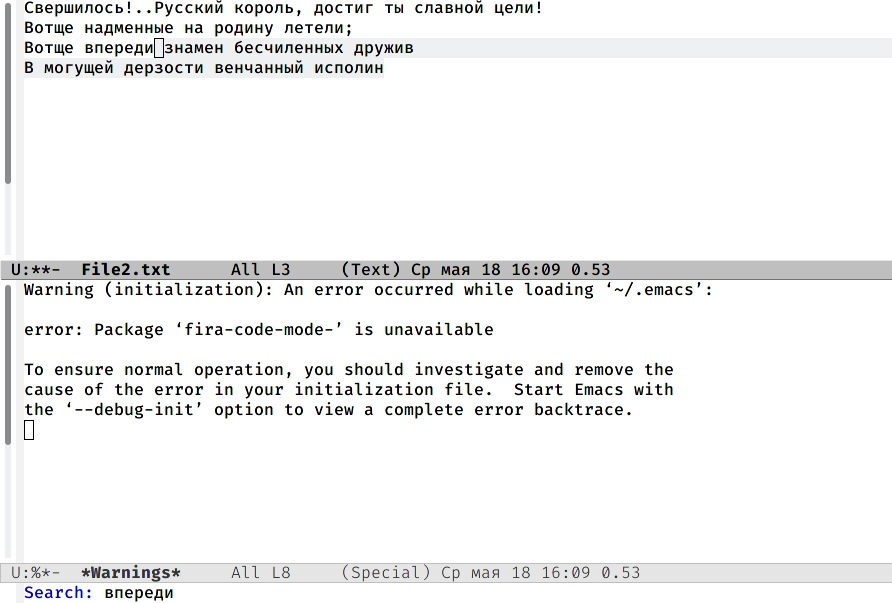 Свершилось!..Русский король, достиг ты славной цели!
Вотще надменные на родину летели;
Вотще впереди знамен бесчиленных дружив
В могущей дерзости венчанный исполин
U:**-  File2.txt      All L3     (Text) Ср мая 18 16:09 0.53
Warning (initialization): An error occurred while loading ‘~/.emacs’:
error: Package ‘fira-code-mode-’ is unavailable
To ensure normal operation, you should investigate and remove the
cause of the error in your initialization file.  Start Emacs with
the ‘--debug-init’ option to view a complete error backtrace.
U:%*-  *Warnings*     All L8     (Special) Ср мая 18 16:09 0.53
Search: впереди